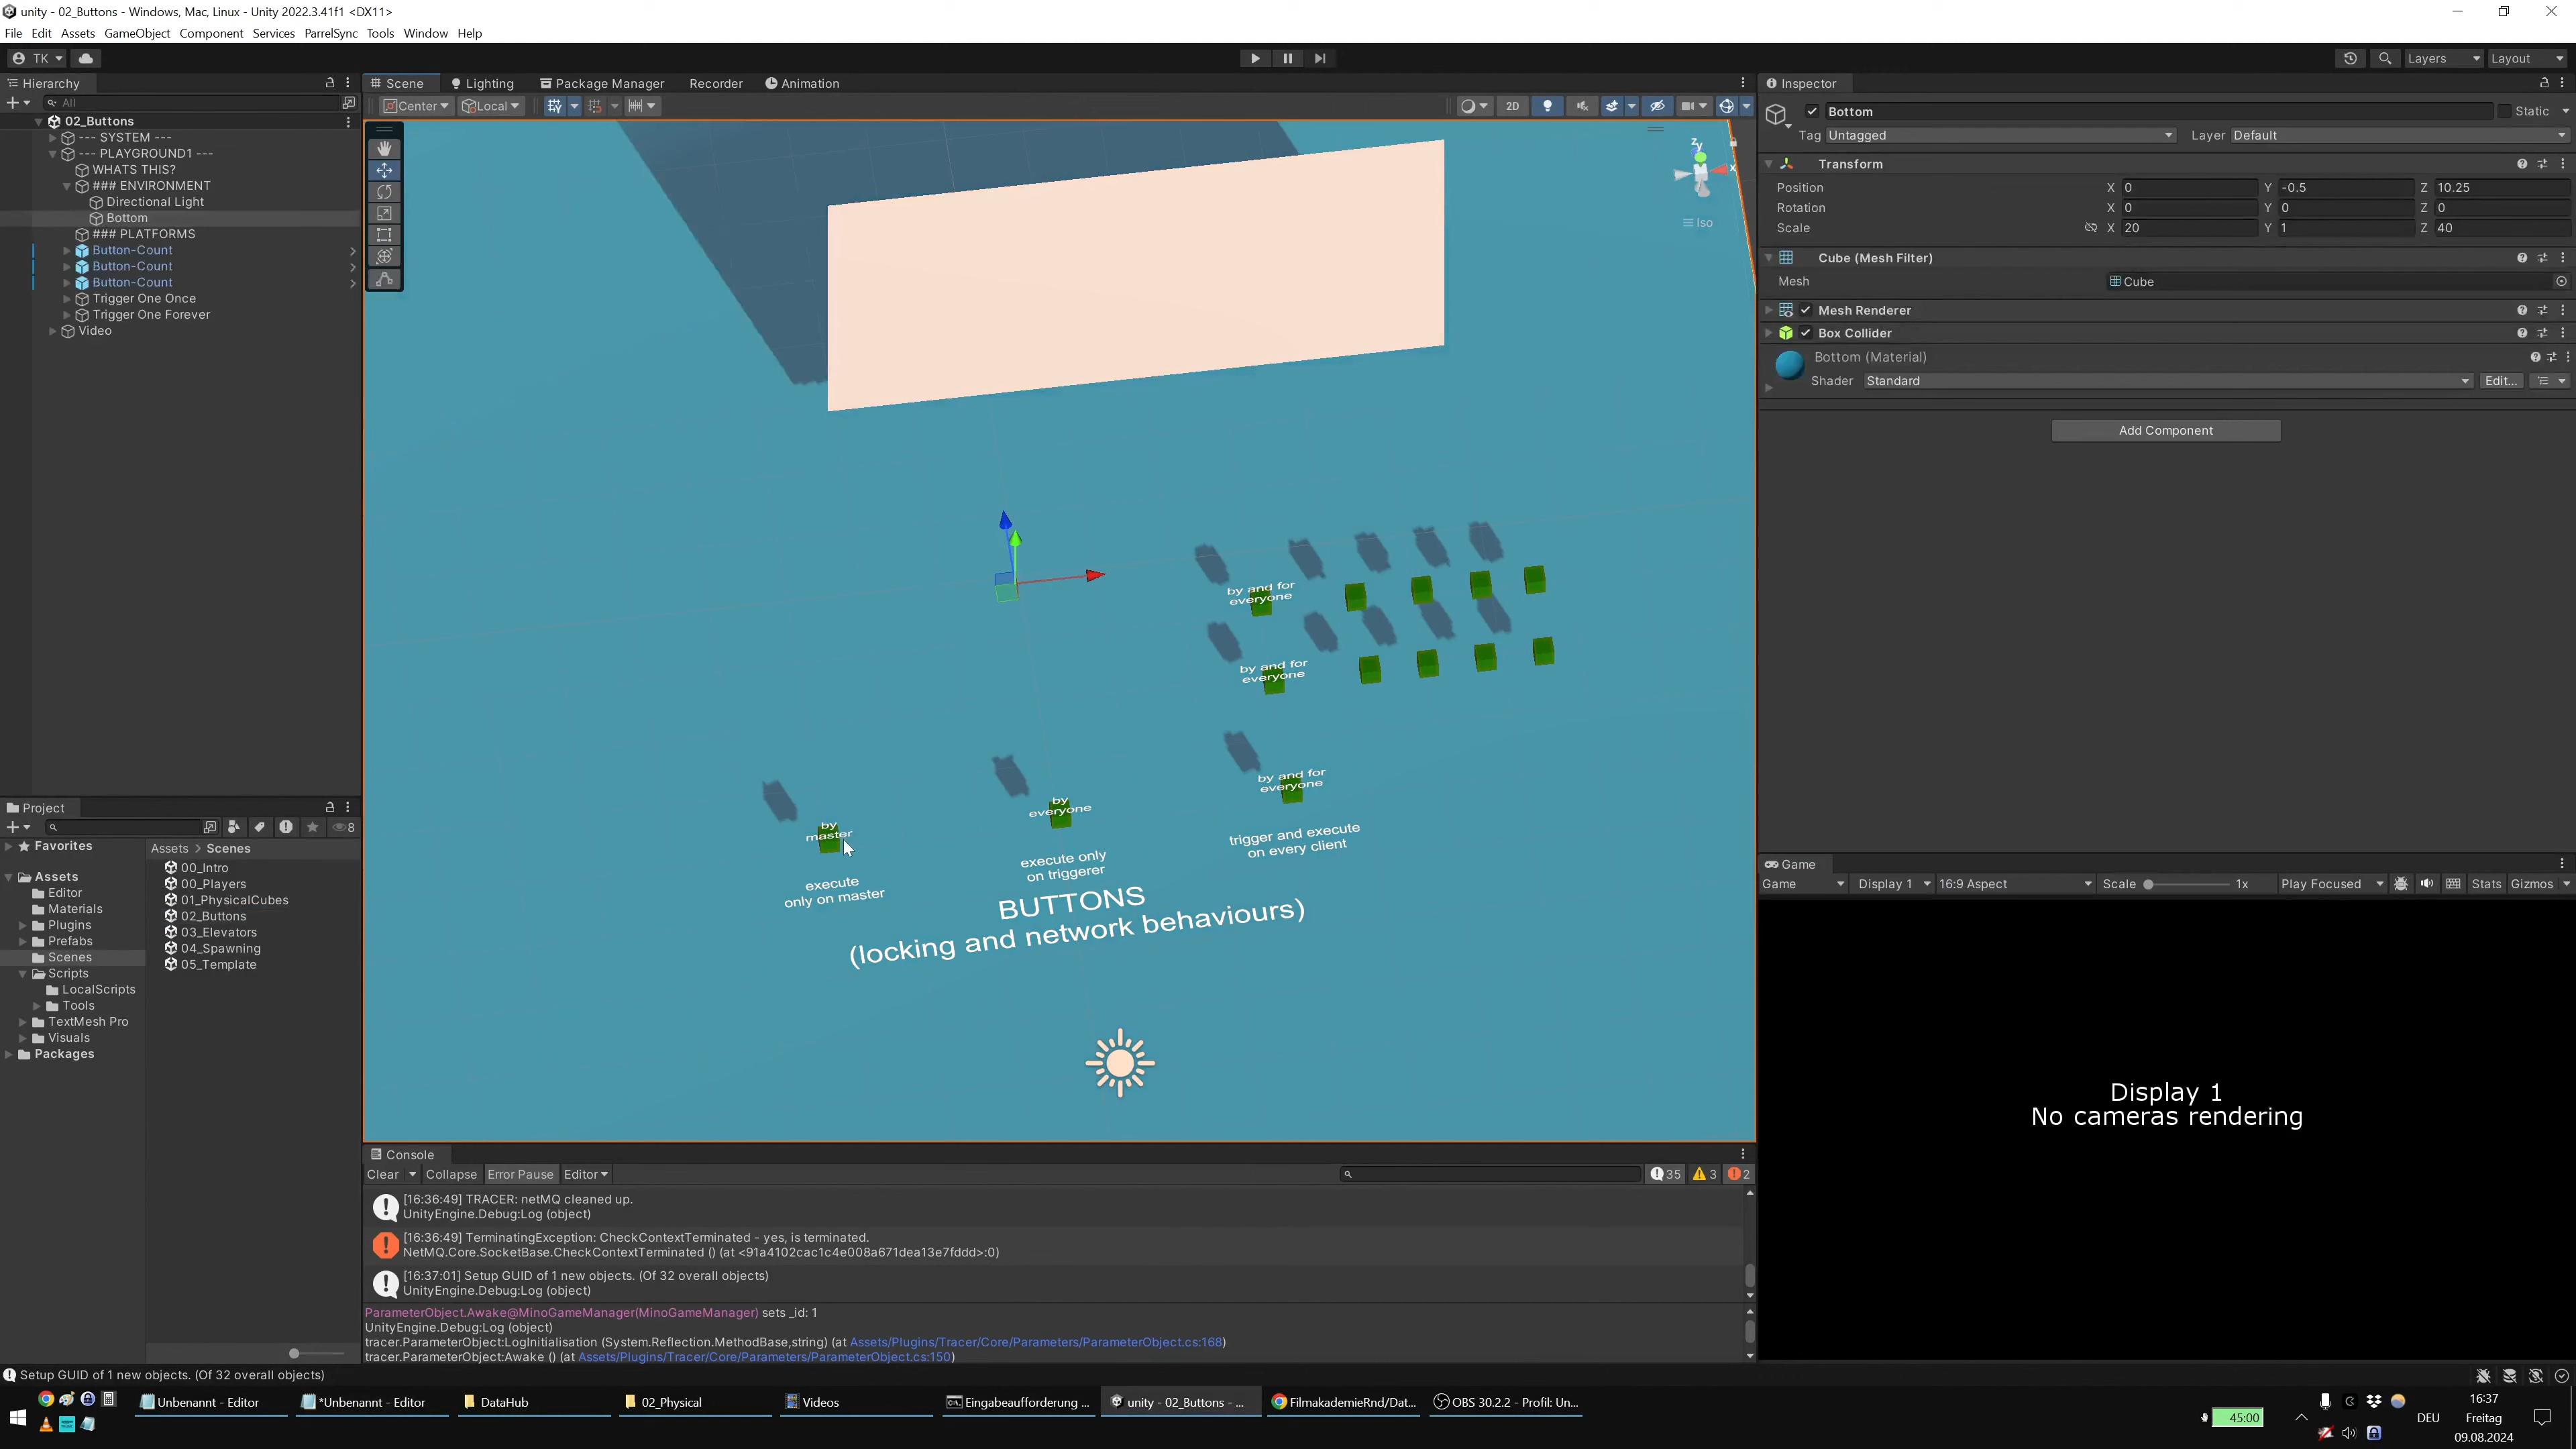 unity - 02_Buttons - Windows, Mac, Linux - Unity 2022.3.41f1 <DX11>
File Edit Assets GameObject Component Services ParrelSync Tools Window Help
TK
Layers
Layout
Hierarchy
All
02_Buttons
--- SYSTEM ---
--- PLAYGROUND1 ---
WHATS THIS?
### ENVIRONMENT
Directional Light
Bottom
### PLATFORMS
Button-Count
Button-Count
Button-Count
Trigger One Once
Trigger One Forever
Video
Scene Lighting Package Manager Recorder Animation
Center Local
2D
Iso
by and for
everyone
by and for
everyone
by and for
everyone
by
everyone
by
master
trigger and execute
on every client
execute only
on triggerer
execute
only on master
BUTTONS
(locking and network behaviours)
Inspector
Bottom
Static
Tag Untagged
Layer Default
Transform
Position X 0 Y -0.5 Z 10.25
Rotation X 0 Y 0 Z 0
Scale X 20 Y 1 Z 40
Cube (Mesh Filter)
Mesh Cube
Mesh Renderer
Box Collider
Bottom (Material)
Shader Standard Edit...
Add Component
Project
8
Favorites
Assets
Editor
Materials
Plugins
Prefabs
Scenes
Scripts
LocalScripts
Tools
TextMesh Pro
Visuals
Packages
Assets > Scenes
00_Intro
00_Players
01_PhysicalCubes
02_Buttons
03_Elevators
04_Spawning
05_Template
Console
Clear Collapse Error Pause Editor
35 3 2
[16:36:49] TRACER: netMQ cleaned up.
UnityEngine.Debug:Log (object)
[16:36:49] TerminatingException: CheckContextTerminated - yes, is terminated.
NetMQ.Core.SocketBase.CheckContextTerminated () (at <91a4102cac1c4e008a671dea13e7fddd>:0)
[16:37:01] Setup GUID of 1 new objects. (Of 32 overall objects)
UnityEngine.Debug:Log (object)
ParameterObject.Awake@MinoGameManager(MinoGameManager) sets _id: 1
UnityEngine.Debug:Log (object)
tracer.ParameterObject:LogInitialisation (System.Reflection.MethodBase,string) (at Assets/Plugins/Tracer/Core/Parameters/ParameterObject.cs:168)
tracer.ParameterObject:Awake () (at Assets/Plugins/Tracer/Core/Parameters/ParameterObject.cs:150)
Game
Game Display 1 16:9 Aspect Scale 1x Play Focused Stats Gizmos
Display 1
No cameras rendering
Setup GUID of 1 new objects. (Of 32 overall objects)
Unbenannt - Editor
*Unbenannt - Editor
DataHub
02_Physical
Videos
Eingabeaufforderung ...
unity - 02_Buttons - ...
FilmakademieRnd/Dat...
OBS 30.2.2 - Profil: Un...
45:00
DEU
16:37
Freitag
09.08.2024